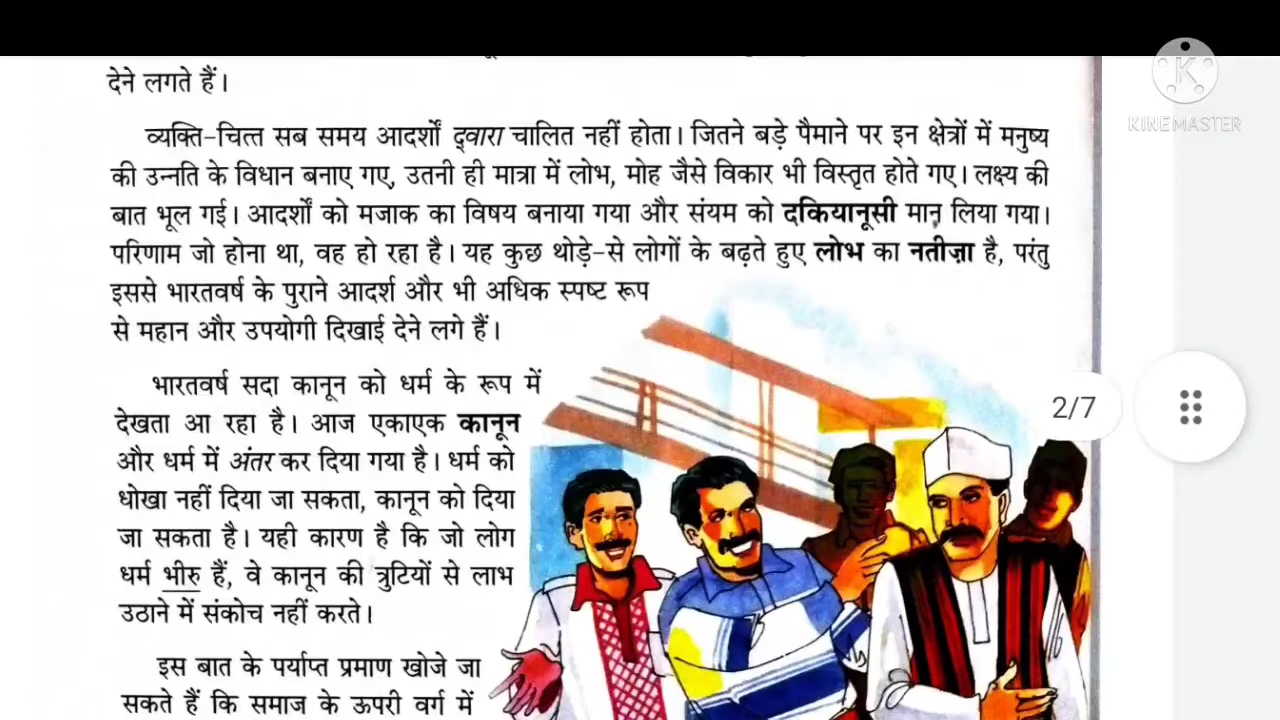 देने लगते हैं।
व्यक्ति-चित्त सब समय आदर्शों द्वारा चालित नहीं होता। जितने बड़े पैमाने पर इन क्षेत्रों में मनुष्य
की उन्नति के विधान बनाए गए, उतनी ही मात्रा में लोभ, मोह जैसे विकार भी विस्तृत होते गए। लक्ष्य की
बात भूल गई। आदर्शों को मजाक का विषय बनाया गया और संयम को दकियानूसी मान लिया गया।
परिणाम जो होना था, वह हो रहा है। यह कुछ थोड़े-से लोगों के बढ़ते हुए लोभ का नतीज़ा है, परंतु
इससे भारतवर्ष के पुराने आदर्श और भी अधिक स्पष्ट रूप
से महान और उपयोगी दिखाई देने लगे हैं।
भारतवर्ष सदा कानून को धर्म के रूप में
देखता आ रहा है। आज एकाएक कानून
और धर्म में अंतर कर दिया गया है। धर्म को
धोखा नहीं दिया जा सकता, कानून को दिया
जा सकता है। यही कारण है कि जो लोग
धर्म भीरु हैं, वे कानून की त्रुटियों से लाभ
उठाने में संकोच नहीं करते।
इस बात के पर्याप्त प्रमाण खोजे जा
सकते हैं कि समाज के ऊपरी वर्ग में
2/7
K
KINEMASTER